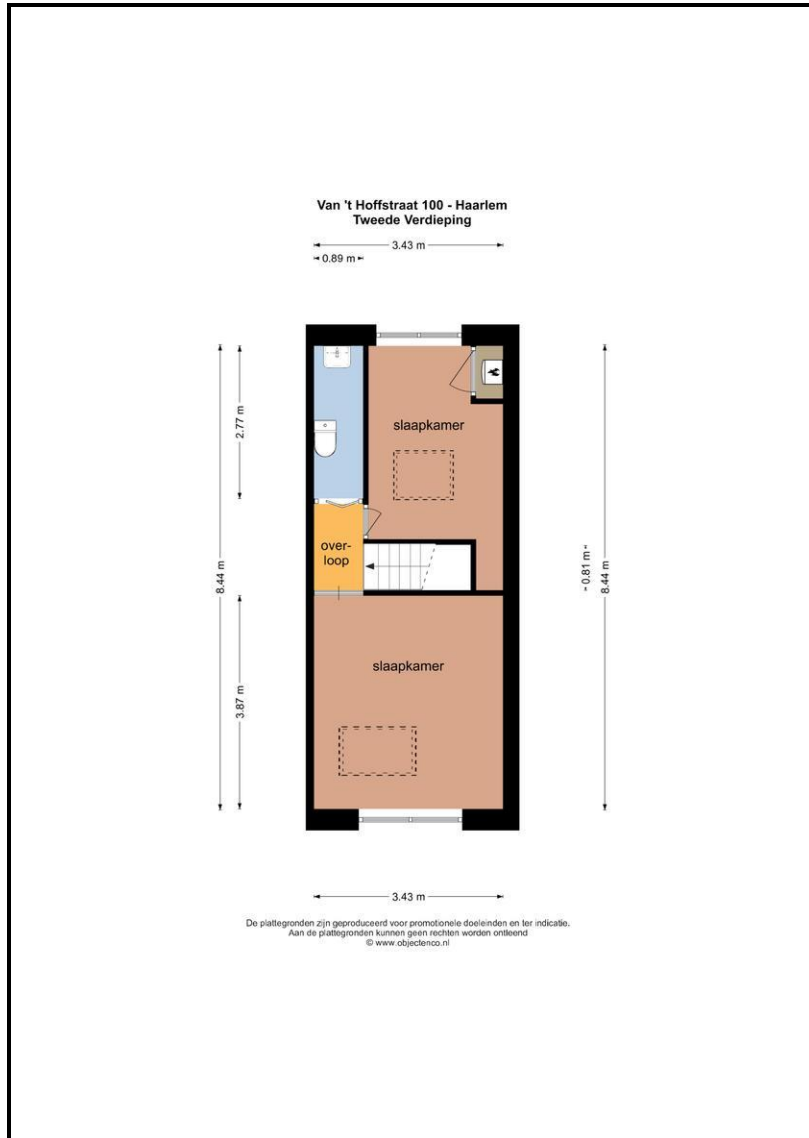 Van 't Hoffstraat 100 - Haarlem
Tweede Verdieping
3.43 m
0.89 m
2.77 m
8.44 m
3.87 m
slaapkamer
over-
loop
slaapkamer
0.81 m
8.44 m
3.43 m
De plattegronden zijn geproduceerd voor promotionele doeleinden en ter indicatie.
Aan de plattegronden kunnen geen rechten worden ontleend
© www.objectenco.nl